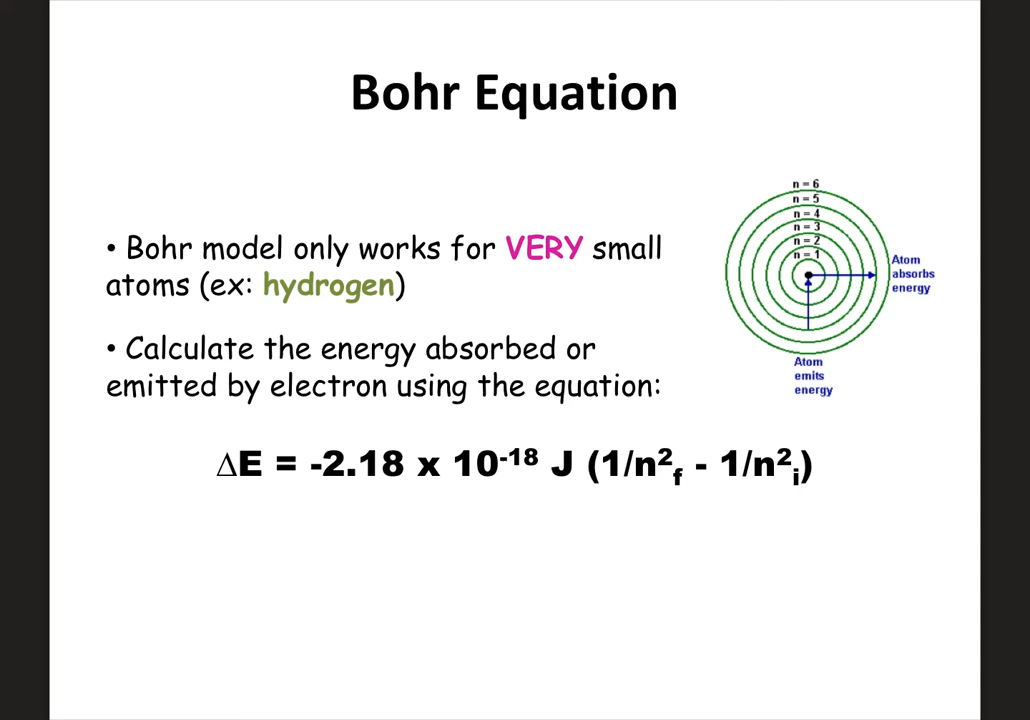 Bohr Equation
• Bohr model only works for VERY small
atoms (ex: hydrogen)
• Calculate the energy absorbed or
emitted by electron using the equation:
∆E = -2.18 x 10⁻¹⁸ J (1/n²f - 1/n²i)
n = 6
n = 5
n = 4
n = 3
n = 2
n = 1
Atom
absorbs
energy
Atom
emits
energy